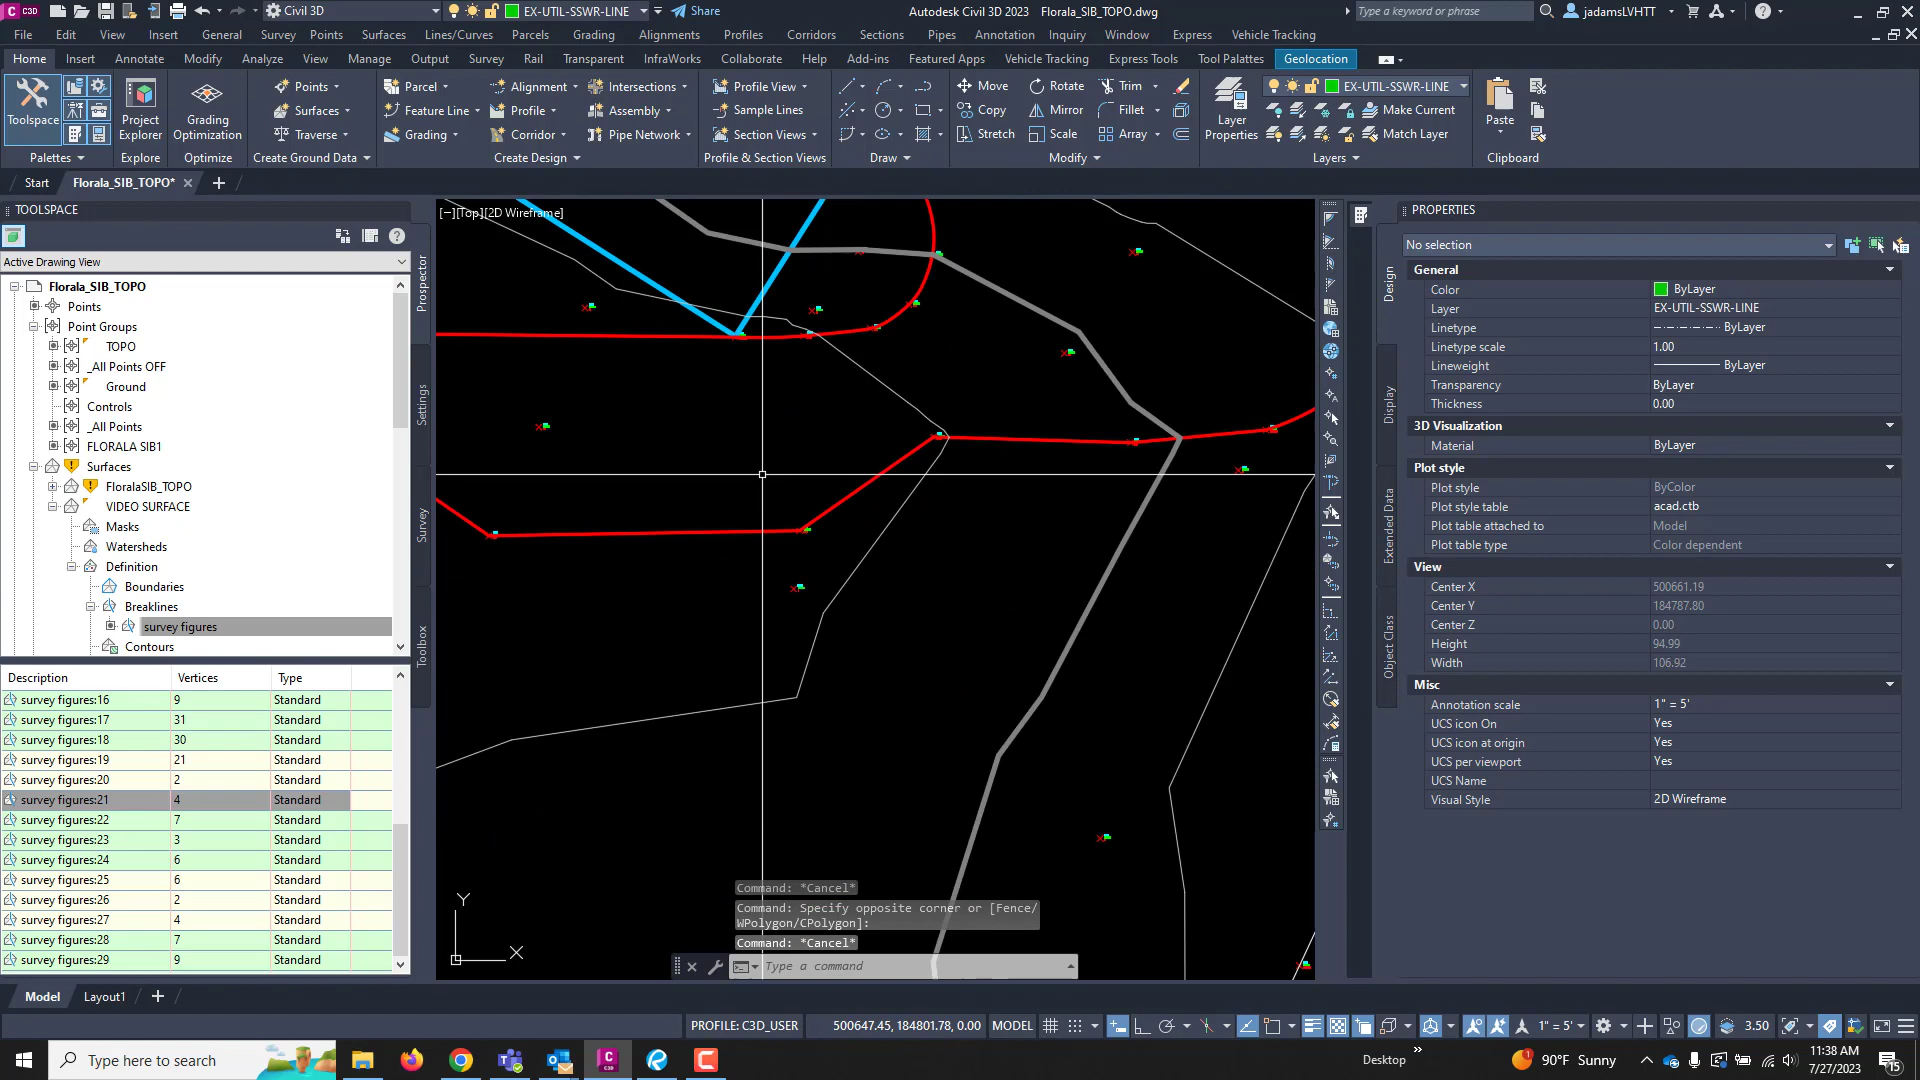 C3D
Civil 3D
EX-UTIL-SSWR-LINE
Share
Autodesk Civil 3D 2023 Florala_SIB_TOPO.dwg
Type a keyword or phrase
jadamsLVHTT
File Edit View Insert General Survey Points Surfaces Lines/Curves Parcels Grading Alignments Profiles Corridors Sections Pipes Annotation Inquiry Window Express Vehicle Tracking
Home Insert Annotate Modify Analyze View Manage Output Survey Rail Transparent InfraWorks Collaborate Help Add-ins Featured Apps Vehicle Tracking Express Tools Tool Palettes Geolocation
Points Parcel Alignment Intersections Profile View Move Rotate Trim EX-UTIL-SSWR-LINE
Surfaces Feature Line Profile Assembly Sample Lines Copy Mirror Fillet Make Current
Traverse Grading Corridor Pipe Network Section Views Stretch Scale Array Match Layer
Toolspace
Project Explorer
Grading Optimization
Layer Properties
Paste
Palettes Explore Optimize Create Ground Data Create Design Profile & Section Views Draw Modify Layers Clipboard
Start Florala_SIB_TOPO*
TOOLSPACE
Active Drawing View
Florala_SIB_TOPO
Points
Point Groups
TOPO
_All Points OFF
Ground
Controls
_All Points
FLORALA SIB1
Surfaces
FloralaSIB_TOPO
VIDEO SURFACE
Masks
Watersheds
Definition
Boundaries
Breaklines
survey figures
Contours
Prospector
Settings
Survey
Toolbox
Description Vertices Type
survey figures:16 9 Standard
survey figures:17 31 Standard
survey figures:18 30 Standard
survey figures:19 21 Standard
survey figures:20 2 Standard
survey figures:21 4 Standard
survey figures:22 7 Standard
survey figures:23 3 Standard
survey figures:24 6 Standard
survey figures:25 6 Standard
survey figures:26 2 Standard
survey figures:27 4 Standard
survey figures:28 7 Standard
survey figures:29 9 Standard
[−][Top][2D Wireframe]
Y
X
Command: *Cancel*
Command: Specify opposite corner or [Fence/
WPolygon/CPolygon]:
Command: *Cancel*
Type a command
PROPERTIES
No selection
Design
Display
Extended Data
Object Class
General
Color ByLayer
Layer EX-UTIL-SSWR-LINE
Linetype ByLayer
Linetype scale 1.00
Lineweight ByLayer
Transparency ByLayer
Thickness 0.00
3D Visualization
Material ByLayer
Plot style
Plot style ByColor
Plot style table acad.ctb
Plot table attached to Model
Plot table type Color dependent
View
Center X 500661.19
Center Y 184787.80
Center Z 0.00
Height 94.99
Width 106.92
Misc
Annotation scale 1" = 5'
UCS icon On Yes
UCS icon at origin Yes
UCS per viewport Yes
UCS Name
Visual Style 2D Wireframe
Model Layout1
PROFILE: C3D_USER 500647.45, 184801.78, 0.00 MODEL 1" = 5' 3.50
Type here to search
Desktop
1
90°F Sunny
11:38 AM
7/27/2023
15